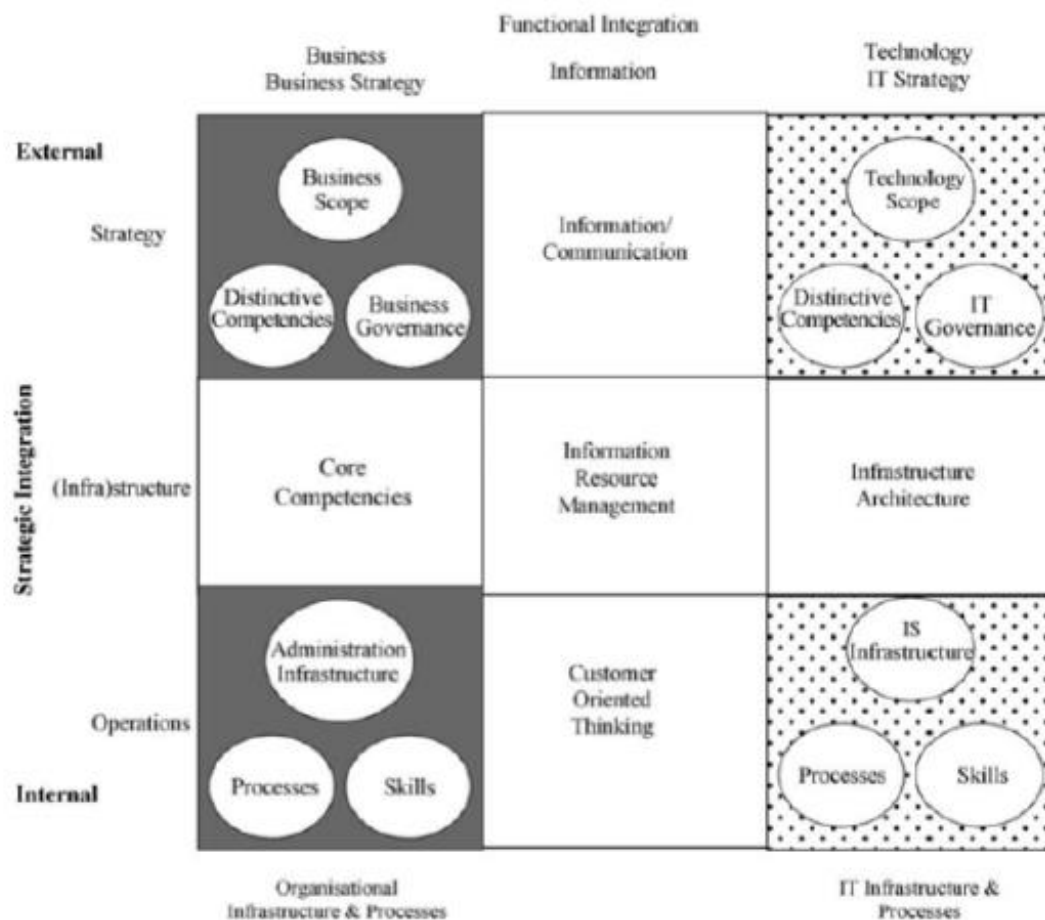 Functional Integration
Business
Business Strategy
Information
Technology
IT Strategy
External
Strategy
Business
Scope
Distinctive
Competencies
Business
Governance
Information/
Communication
Technology
Scope
Distinctive
Competencies
IT
Governance
Strategic Integration
(Infra)structure
Core
Competencies
Information
Resource
Management
Infrastructure
Architecture
Operations
Internal
Administration
Infrastructure
Processes
Skills
Customer
Oriented
Thinking
IS
Infrastructure
Processes
Skills
Organisational
Infrastructure & Processes
IT Infrastructure &
Processes